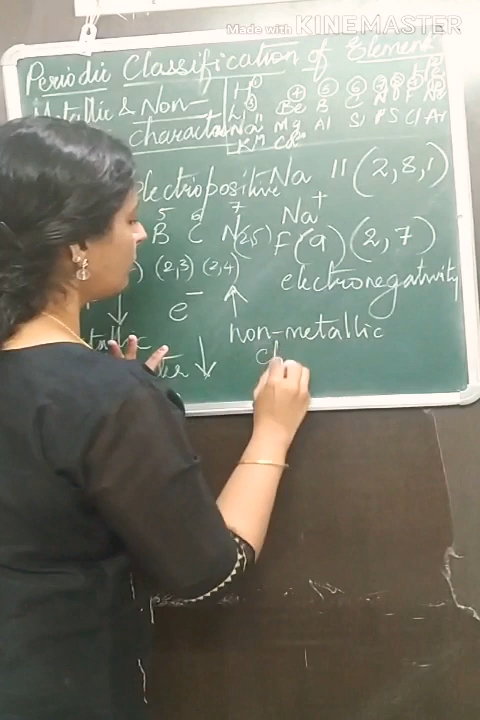 Made with KINEMASTER
Periodic Classification of Element
Metallic & Non-
character
H
Li Be B C N O F Ne
Na Mg Al Si P S Cl Ar
K Ca
electropositive Na 11 (2,8,1)
5 6 7
B C N (2,5)
Na+
F (9) (2,7)
(2,3) (2,4)
electronegativity
e−
↓ ↑
non-metallic
ch
↓